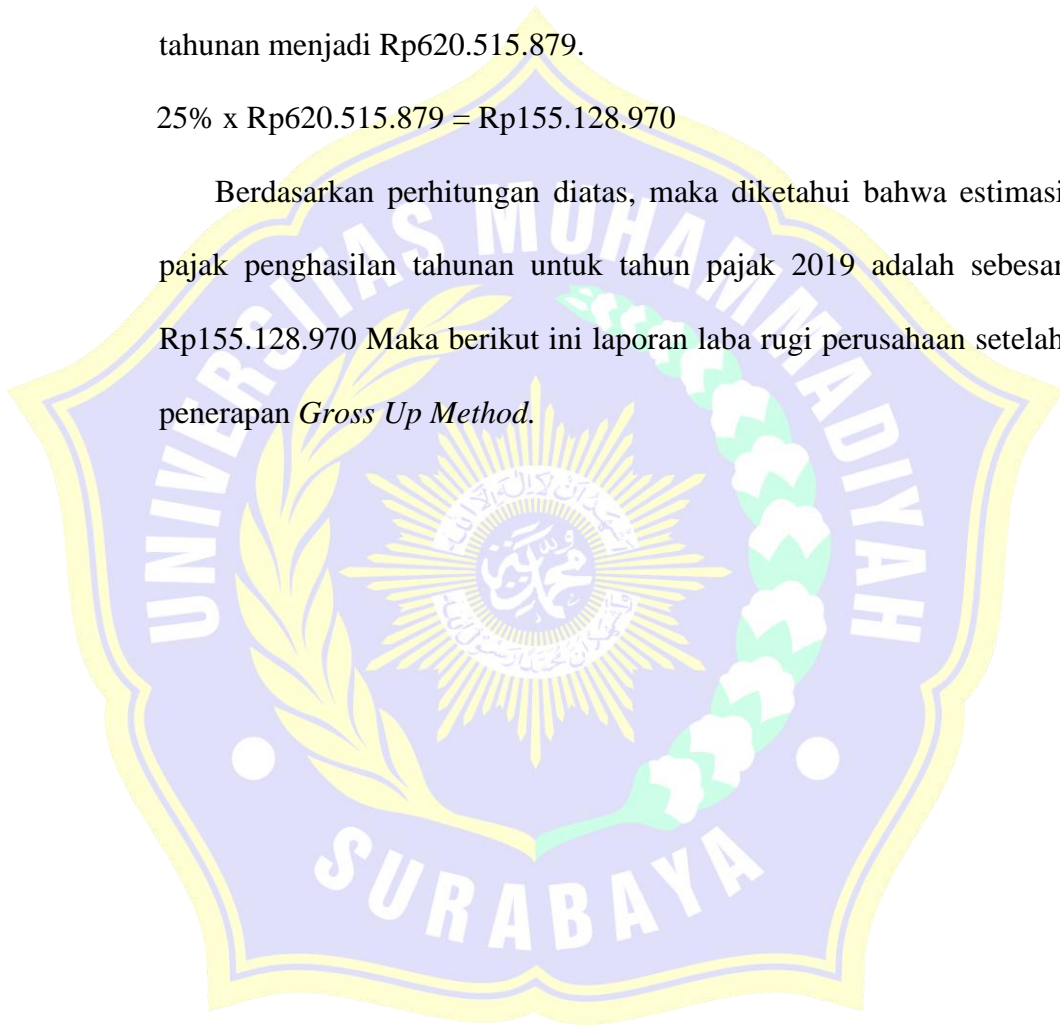 tahunan menjadi Rp620.515.879.
25% x Rp620.515.879 = Rp155.128.970
Berdasarkan perhitungan diatas, maka diketahui bahwa estimasi
pajak penghasilan tahunan untuk tahun pajak 2019 adalah sebesar
Rp155.128.970 Maka berikut ini laporan laba rugi perusahaan setelah
penerapan Gross Up Method.
UNIVERSITAS MUHAMMADIYAH
SURABAYA